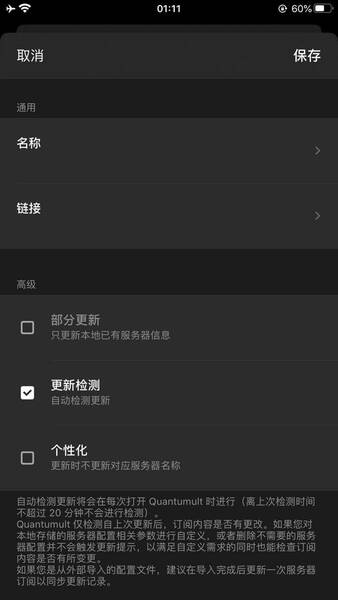 01:11
60%
取消
保存
通用
名称
链接
高级
部分更新
只更新本地已有服务器信息
更新检测
自动检测更新
个性化
更新时不更新对应服务器名称
自动检测更新将会在每次打开 Quantumult 时进行（离上次检测时间
不超过 20 分钟不会进行检测）。
Quantumult 仅检测自上次更新后，订阅内容是否有更改。如果您对
本地存储的服务器配置相关参数进行自定义，或者删除不需要的服务
器配置并不会触发更新提示，以满足自定义需求的同时也能检查订阅
内容是否有所变更。
如果您是从外部导入的配置文件，建议在导入完成后更新一次服务器
订阅以同步更新记录。